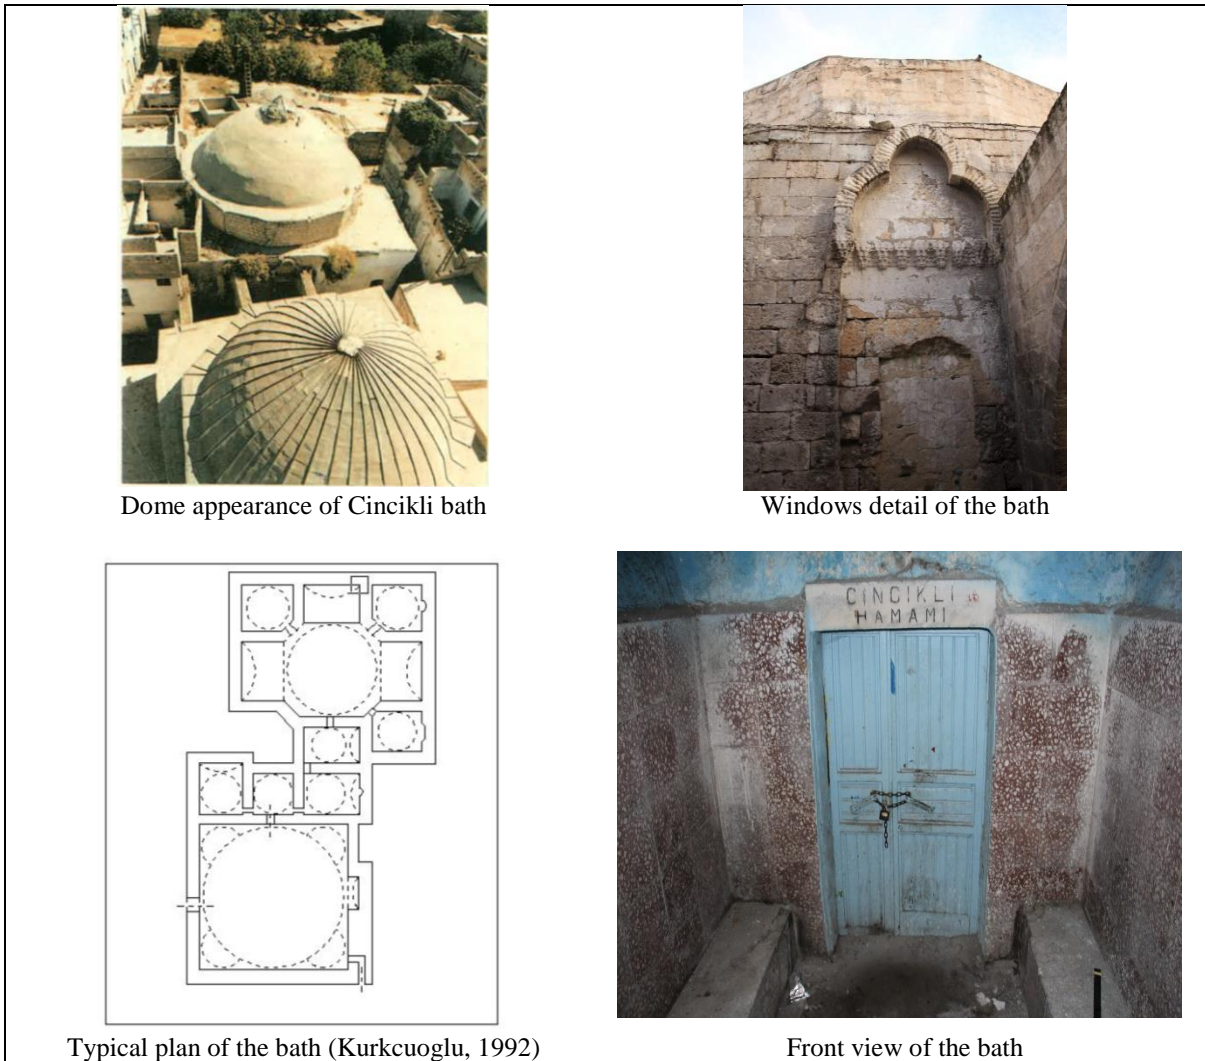 Dome appearance of Cincikli bath
Windows detail of the bath
CINCIKLI
HAMAMI
Typical plan of the bath (Kurkcuoglu, 1992)
Front view of the bath